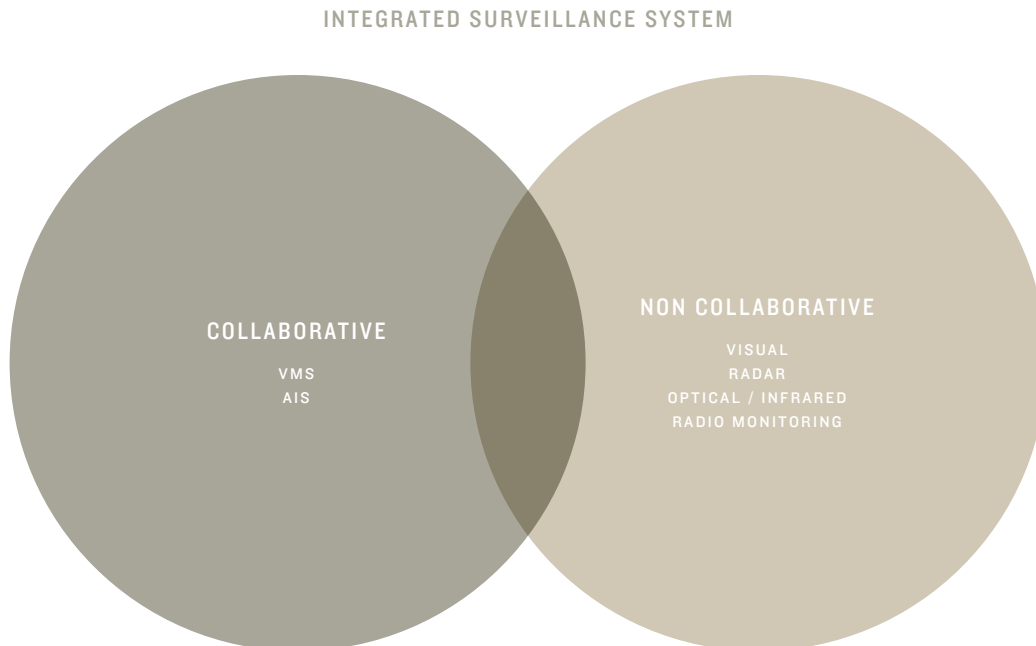 INTEGRATED SURVEILLANCE SYSTEM
COLLABORATIVE
VMS
AIS
NON COLLABORATIVE
VISUAL
RADAR
OPTICAL / INFRARED
RADIO MONITORING